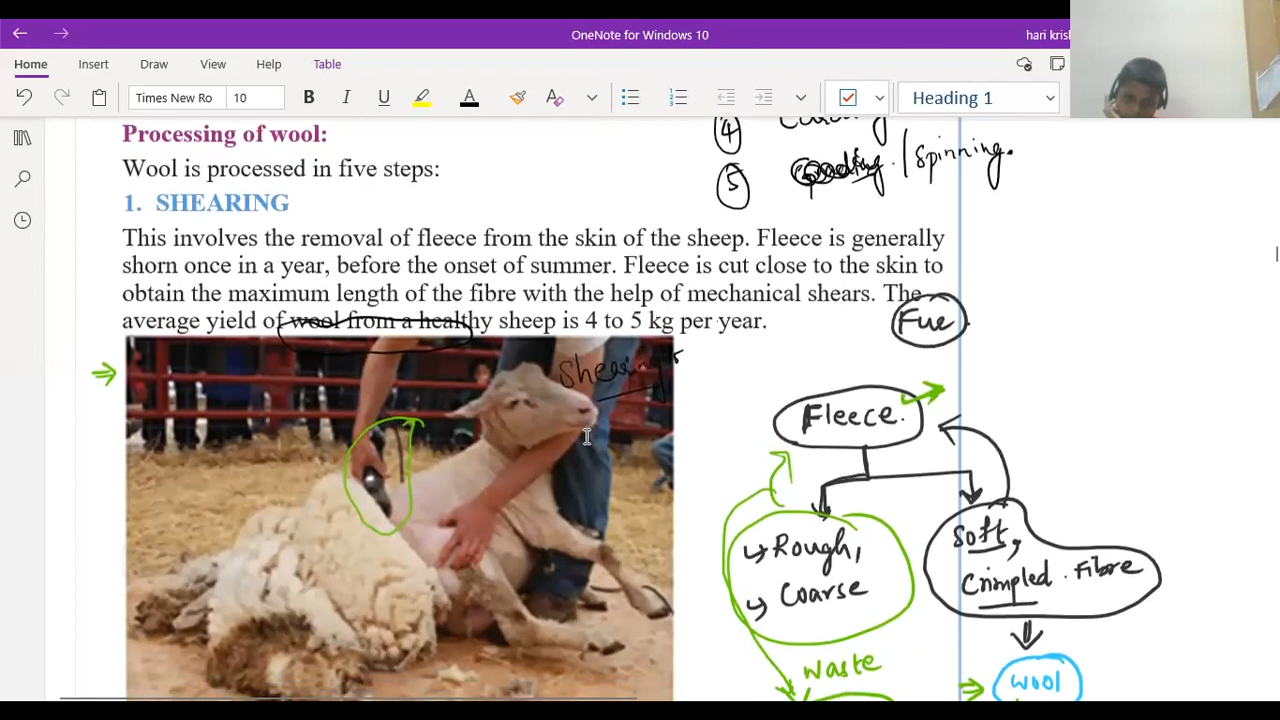 OneNote for Windows 10
hari krish
Home Insert Draw View Help Table
Times New Ro 10 B I U A Heading 1
Processing of wool:
Wool is processed in five steps:
1. SHEARING
This involves the removal of fleece from the skin of the sheep. Fleece is generally
shorn once in a year, before the onset of summer. Fleece is cut close to the skin to
obtain the maximum length of the fibre with the help of mechanical shears. The
average yield of wool from a healthy sheep is 4 to 5 kg per year.
4
5 / Spinning.
Shearing
Fleece.
Rough,
Coarse
Soft,
Crimpled Fibre
Waste
wool